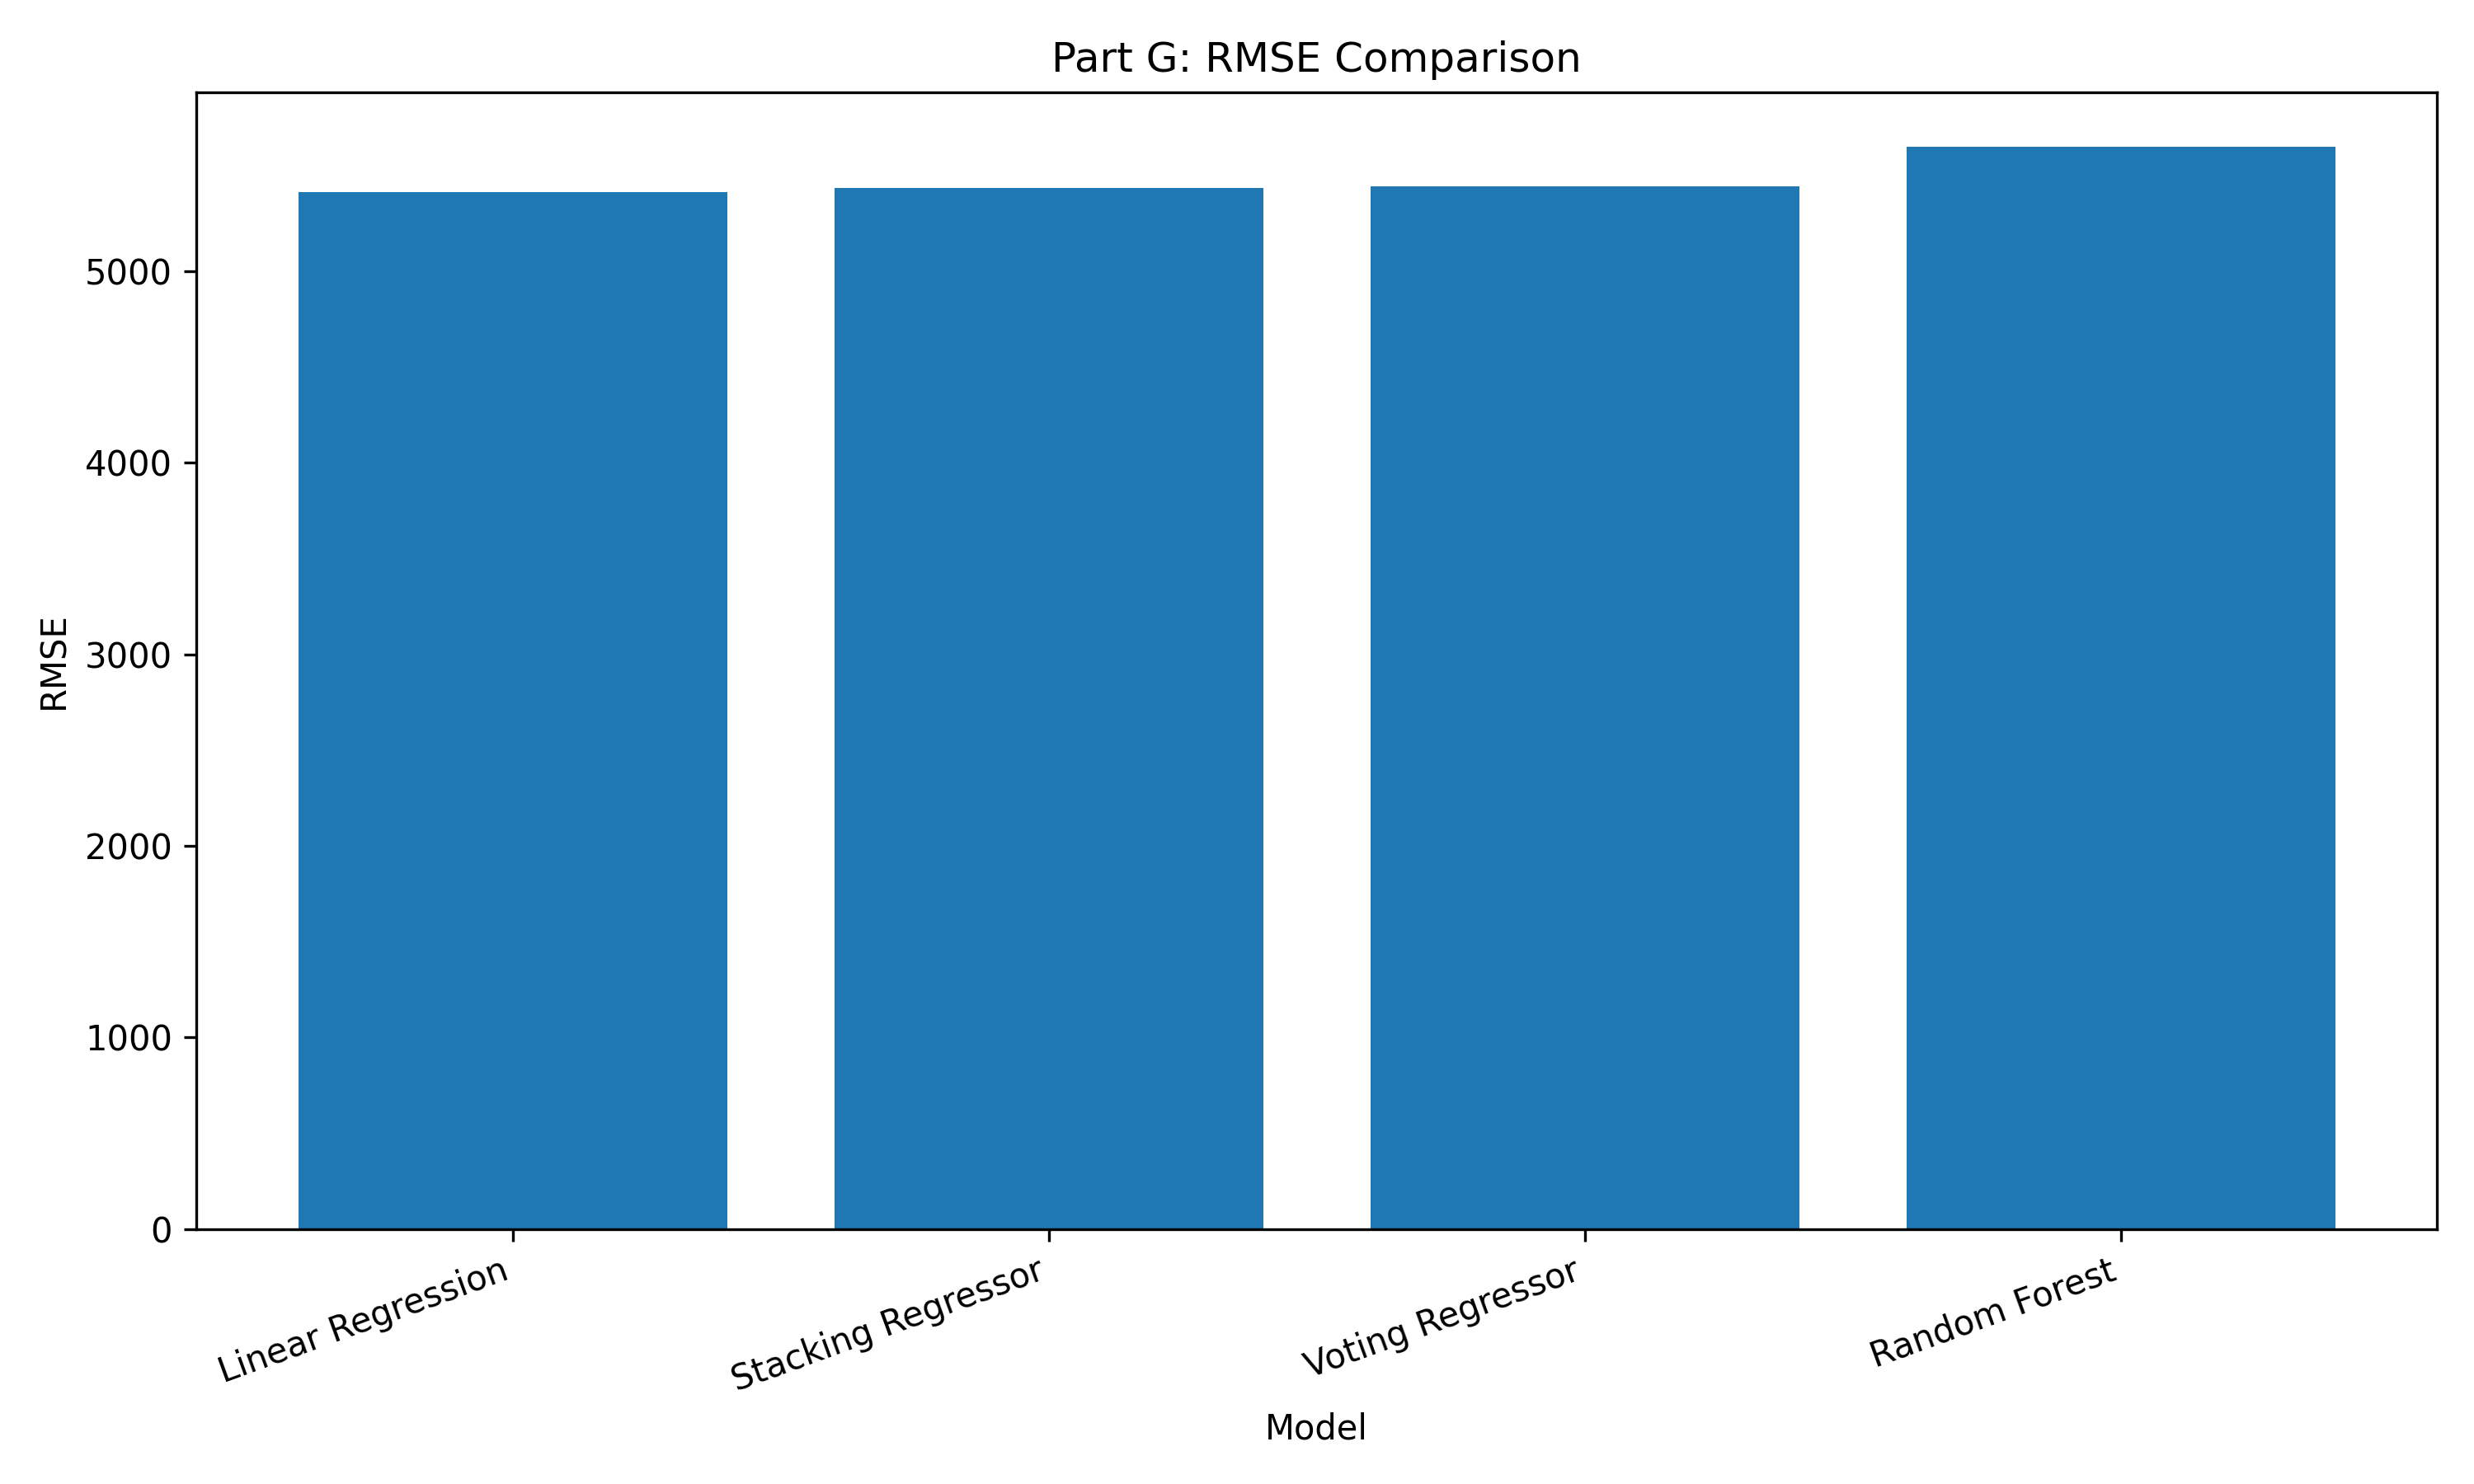 Part G: RMSE Comparison
RMSE
5000
4000
3000
2000
1000
0
Linear Regression
Stacking Regressor
Voting Regressor
Random Forest
Model